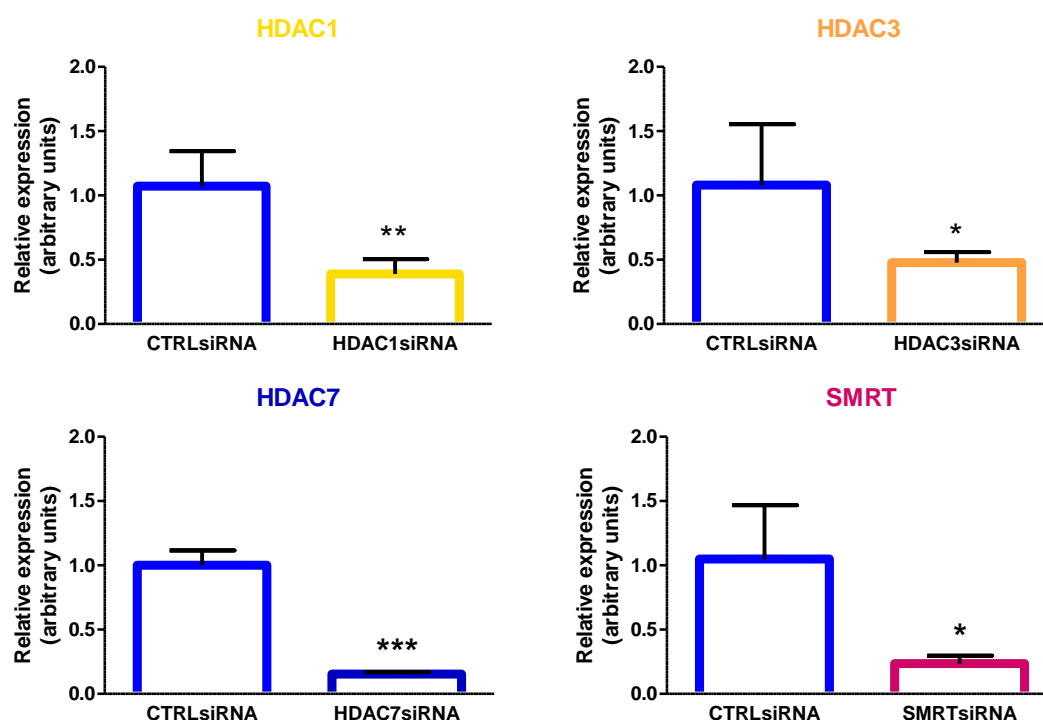 HDAC1
Relative expression
(arbitrary units)
2.0
1.5
1.0
0.5
0.0
**
CTRLsiRNA HDAC1siRNA
HDAC3
Relative expression
(arbitrary units)
2.0
1.5
1.0
0.5
0.0
*
CTRLsiRNA HDAC3siRNA
HDAC7
Relative expression
(arbitrary units)
2.0
1.5
1.0
0.5
0.0
***
CTRLsiRNA HDAC7siRNA
SMRT
Relative expression
(arbitrary units)
2.0
1.5
1.0
0.5
0.0
*
CTRLsiRNA SMRTsiRNA